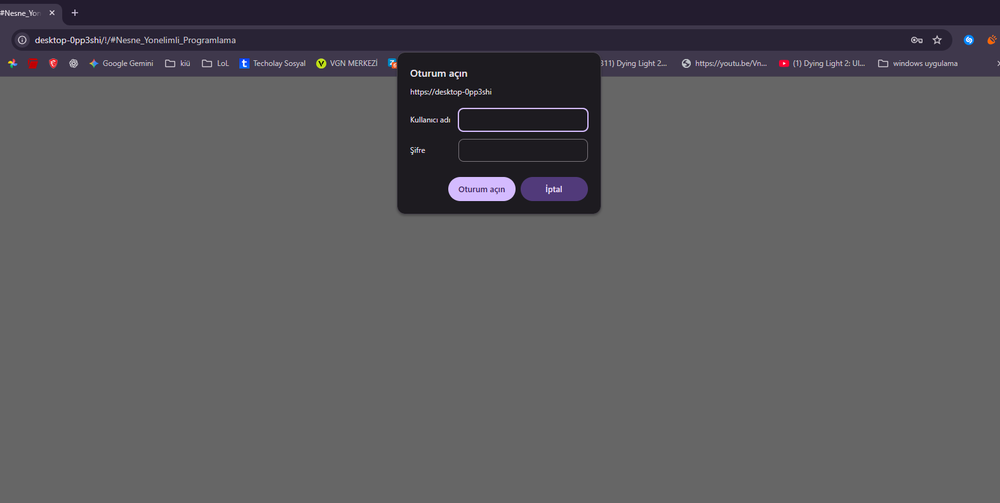 #Nesne_Yon
desktop-0pp3shi/!/#Nesne_Yonelimli_Programlama
Google Gemini kiü LoL Techolay Sosyal VGN MERKEZİ 311) Dying Light 2... https://youtu.be/Vn... (1) Dying Light 2: Ul... windows uygulama
Oturum açın
https://desktop-0pp3shi
Kullanıcı adı
Şifre
Oturum açın İptal